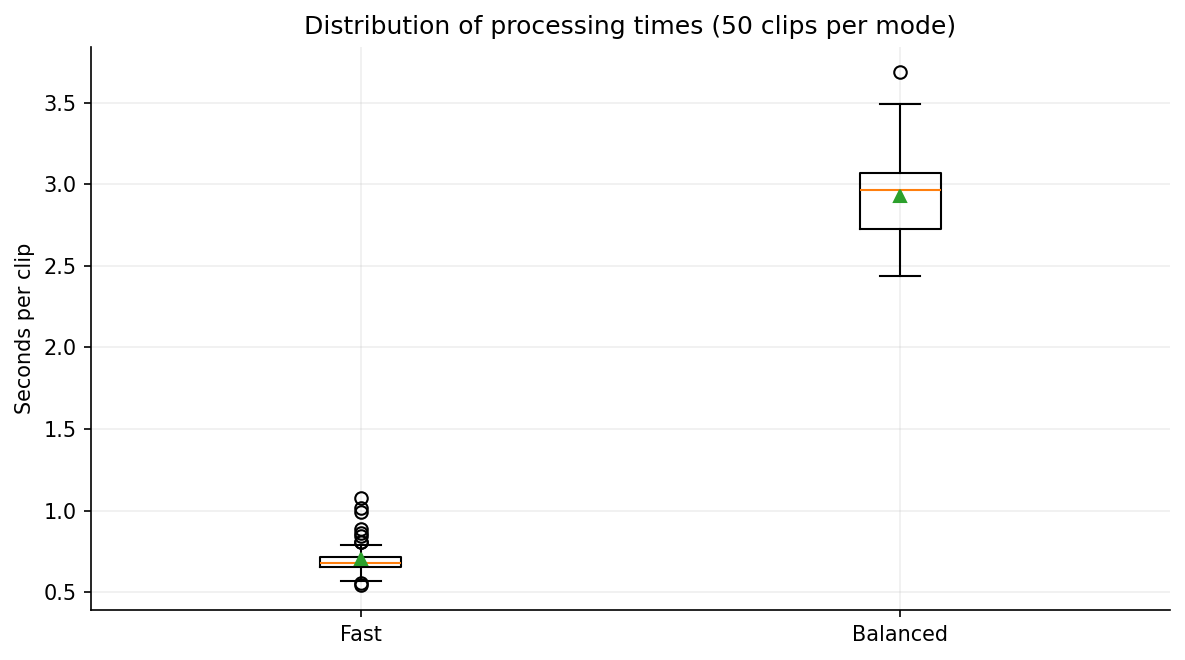 Distribution of processing times (50 clips per mode)
Seconds per clip
3.5
3.0
2.5
2.0
1.5
1.0
0.5
Fast
Balanced